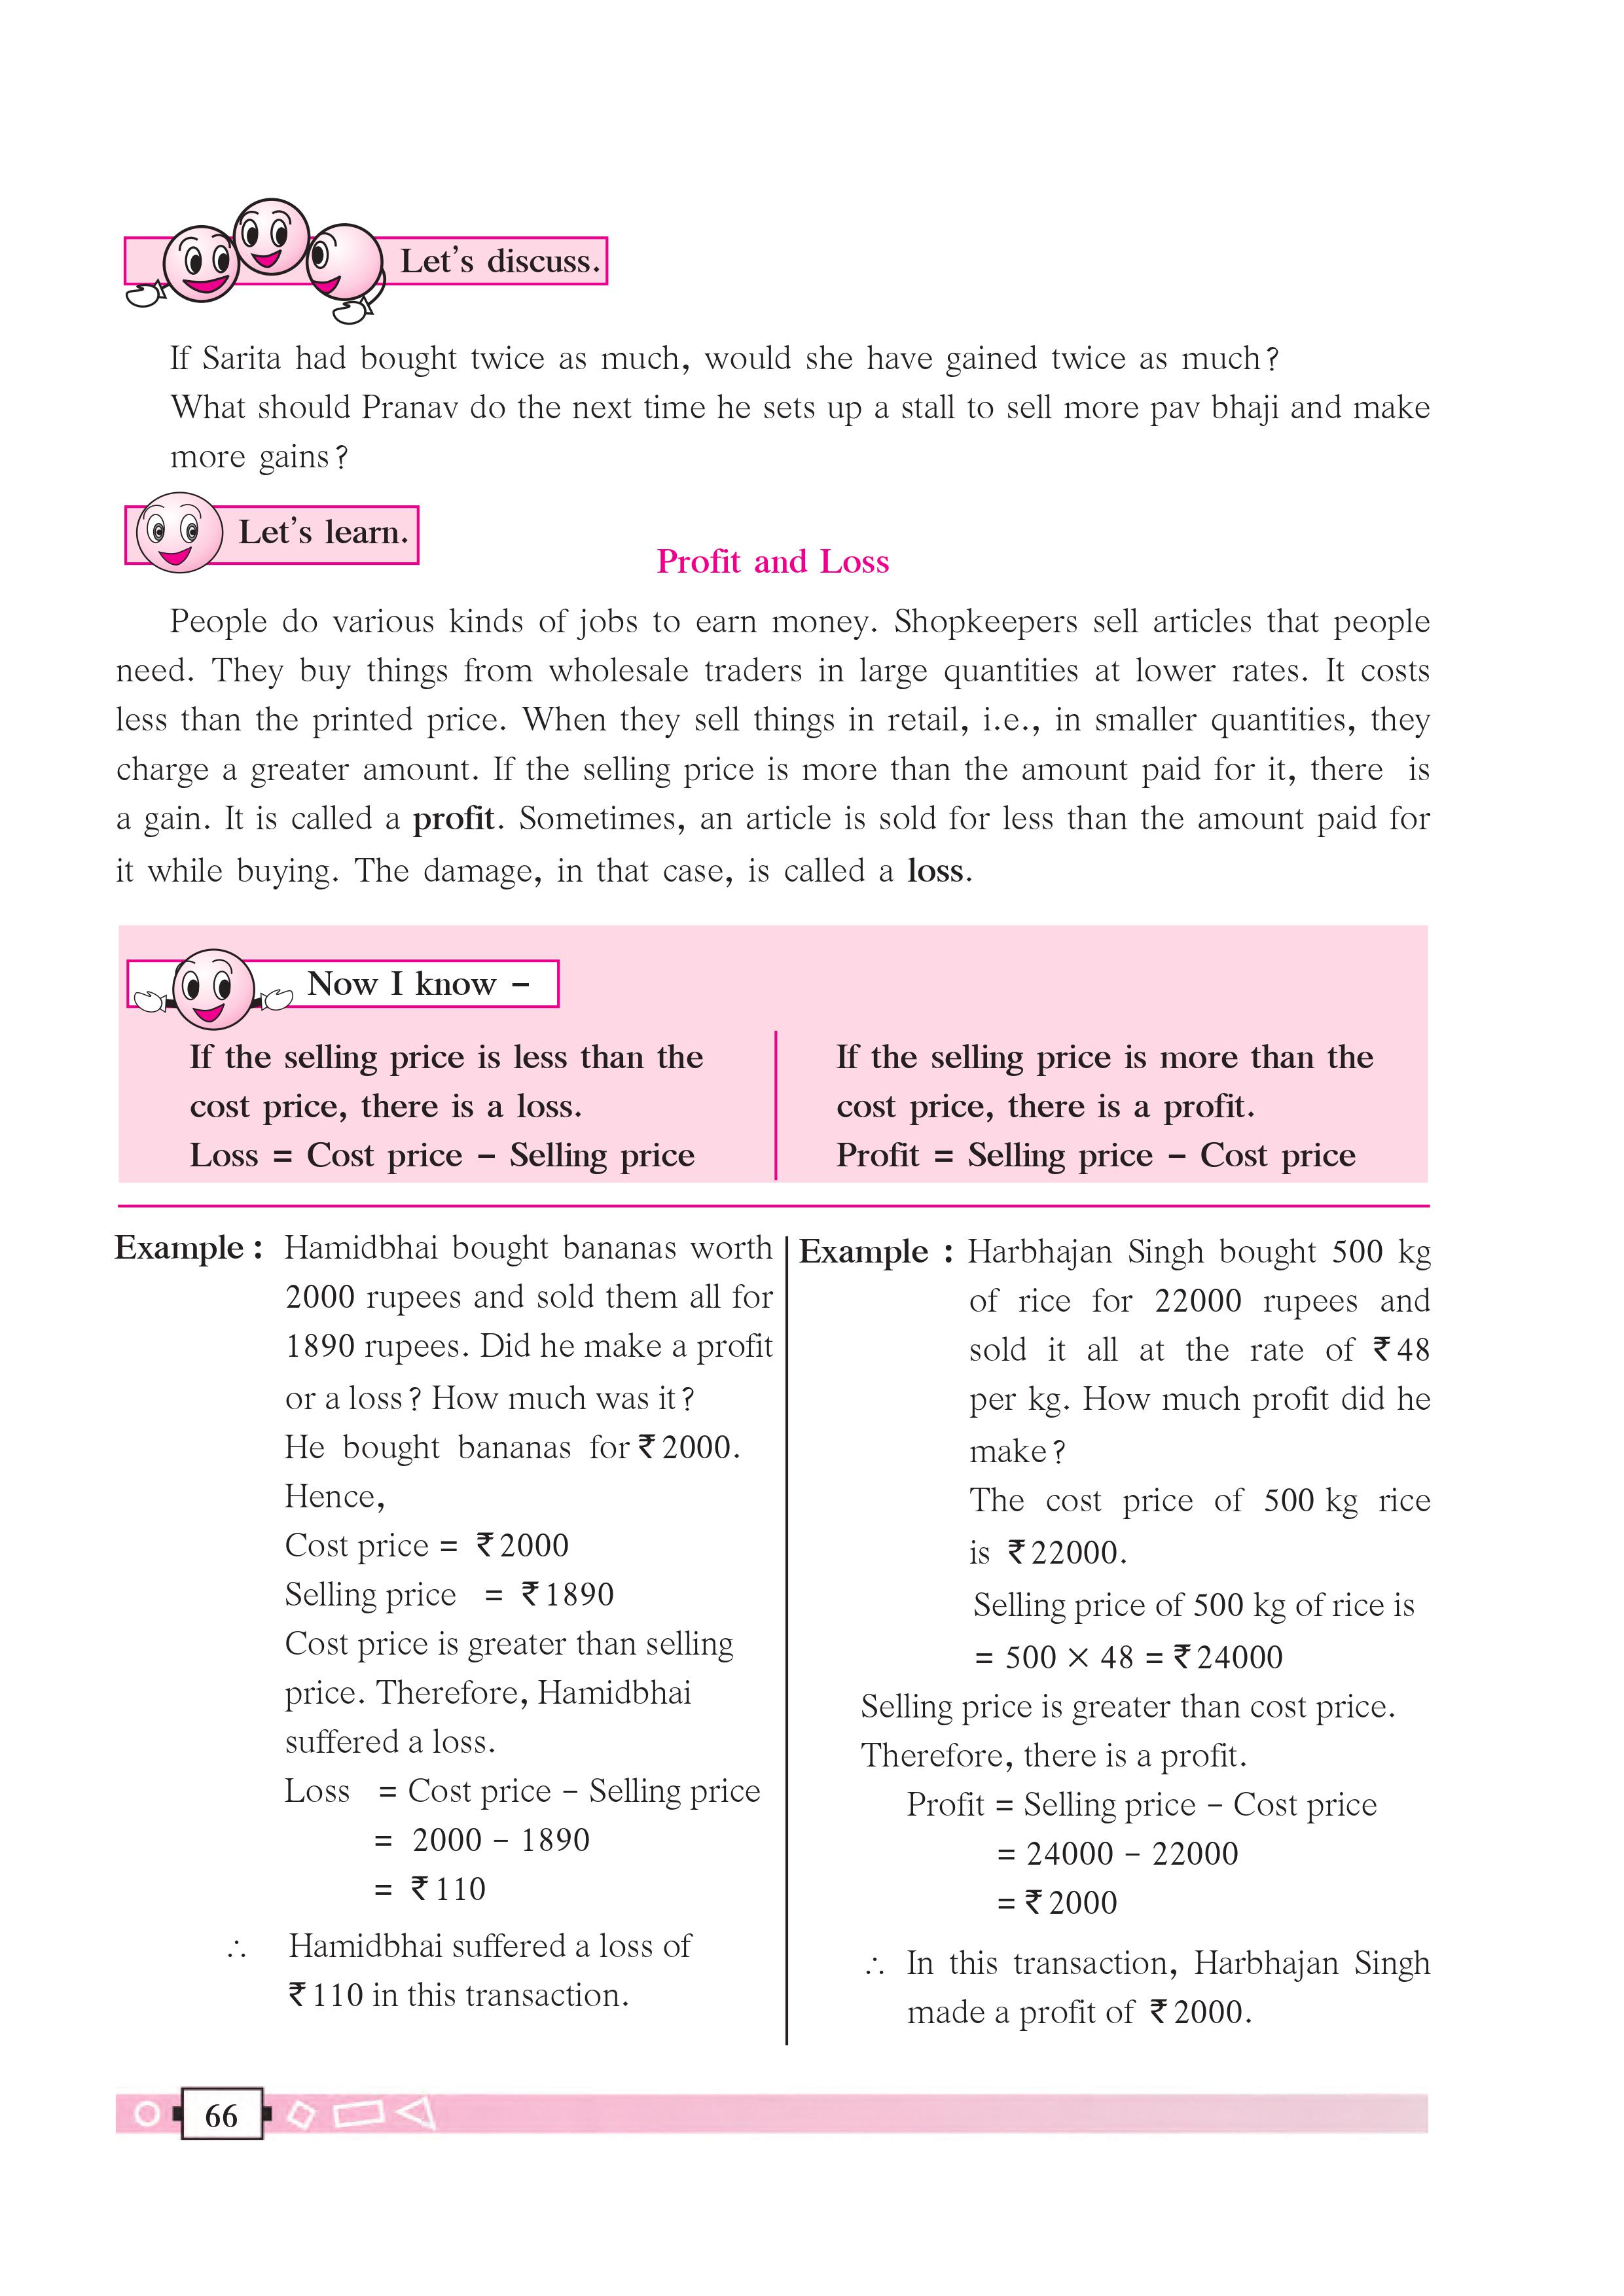 Let's discuss.
If Sarita had bought twice as much, would she have gained twice as much?
What should Pranav do the next time he sets up a stall to sell more pav bhaji and make
more gains?
Let's learn.
Profit and Loss
People do various kinds of jobs to earn money. Shopkeepers sell articles that people
need. They buy things from wholesale traders in large quantities at lower rates. It costs
less than the printed price. When they sell things in retail, i.e., in smaller quantities, they
charge a greater amount. If the selling price is more than the amount paid for it, there is
a gain. It is called a profit. Sometimes, an article is sold for less than the amount paid for
it while buying. The damage, in that case, is called a loss.
Now I know –
If the selling price is less than the
cost price, there is a loss.
Loss = Cost price – Selling price
If the selling price is more than the
cost price, there is a profit.
Profit = Selling price – Cost price
Example : Hamidbhai bought bananas worth
2000 rupees and sold them all for
1890 rupees. Did he make a profit
or a loss? How much was it?
He bought bananas for ₹ 2000.
Hence,
Cost price = ₹ 2000
Selling price = ₹ 1890
Cost price is greater than selling
price. Therefore, Hamidbhai
suffered a loss.
Loss = Cost price – Selling price
= 2000 – 1890
= ₹ 110
∴ Hamidbhai suffered a loss of
₹ 110 in this transaction.
Example : Harbhajan Singh bought 500 kg
of rice for 22000 rupees and
sold it all at the rate of ₹ 48
per kg. How much profit did he
make?
The cost price of 500 kg rice
is ₹ 22000.
Selling price of 500 kg of rice is
= 500 × 48 = ₹ 24000
Selling price is greater than cost price.
Therefore, there is a profit.
Profit = Selling price – Cost price
= 24000 – 22000
= ₹ 2000
∴ In this transaction, Harbhajan Singh
made a profit of ₹ 2000.
66